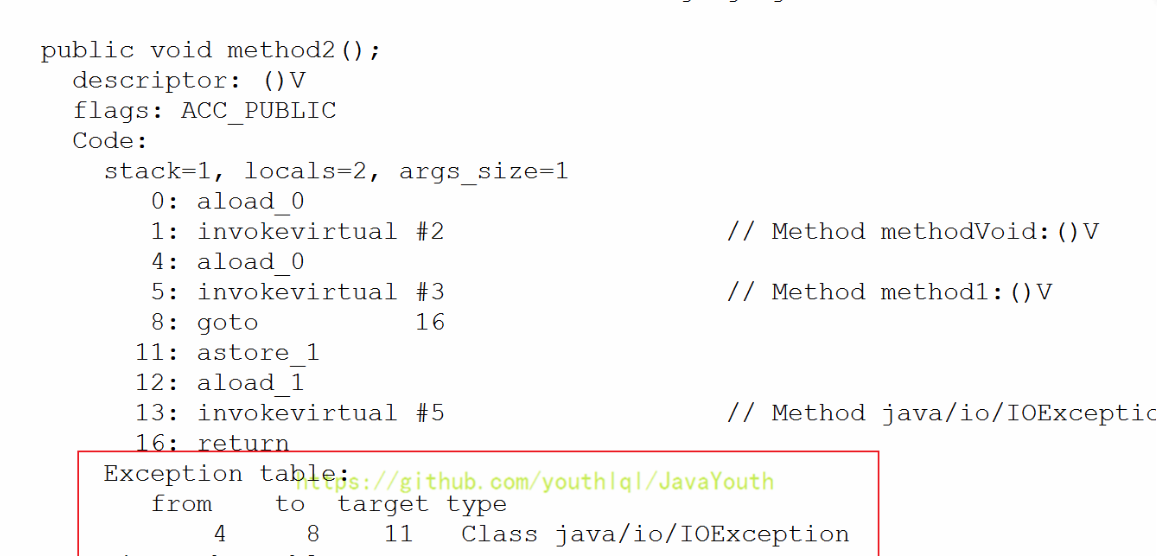 public void method2();
descriptor: ()V
flags: ACC_PUBLIC
Code:
stack=1, locals=2, args_size=1
0: aload_0
1: invokevirtual #2 // Method methodVoid:()V
4: aload_0
5: invokevirtual #3 // Method method1:()V
8: goto 16
11: astore_1
12: aload_1
13: invokevirtual #5 // Method java/io/IOExceptio
16: return
Exception table:
https://github.com/youthlql/JavaYouth
from to target type
4 8 11 Class java/io/IOException